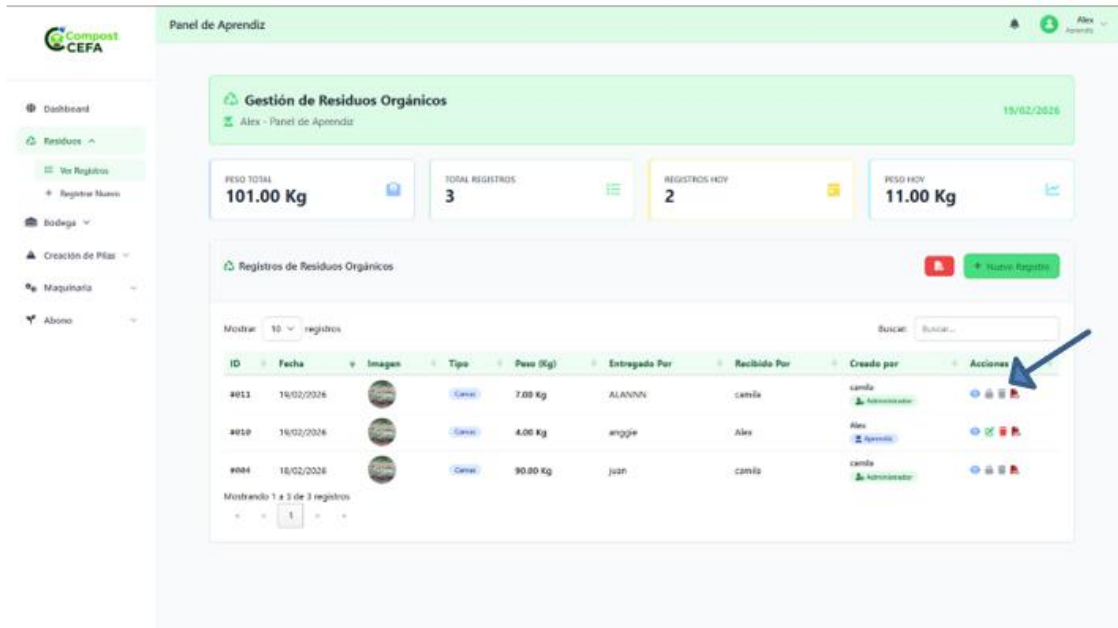 Compost
CEFA
Panel de Aprendiz
Alex
Aprendiz
Dashboard
Residuos
Ver Registros
Registrar Nuevo
Bodega
Creación de Pilas
Maquinaria
Abono
Gestión de Residuos Orgánicos
Alex - Panel de Aprendiz
19/02/2026
PESO TOTAL
101.00 Kg
TOTAL REGISTROS
3
REGISTROS HOY
2
PESO HOY
11.00 Kg
Registros de Residuos Orgánicos
+ Nuevo Registro
Mostrar 10 registros
Buscar: Buscar...
ID Fecha Imagen Tipo Peso (Kg) Entregado Por Recibido Por Creado por Acciones
#011 19/02/2026 7.00 Kg ALANNN camila camila
Administrador
#010 19/02/2026 4.00 Kg anggie Alex Alex
Aprendiz
18/02/2026 90.00 Kg juan camila camila
Administrador
Mostrando 1 a 3 de 3 registros
« ‹ 1 › »